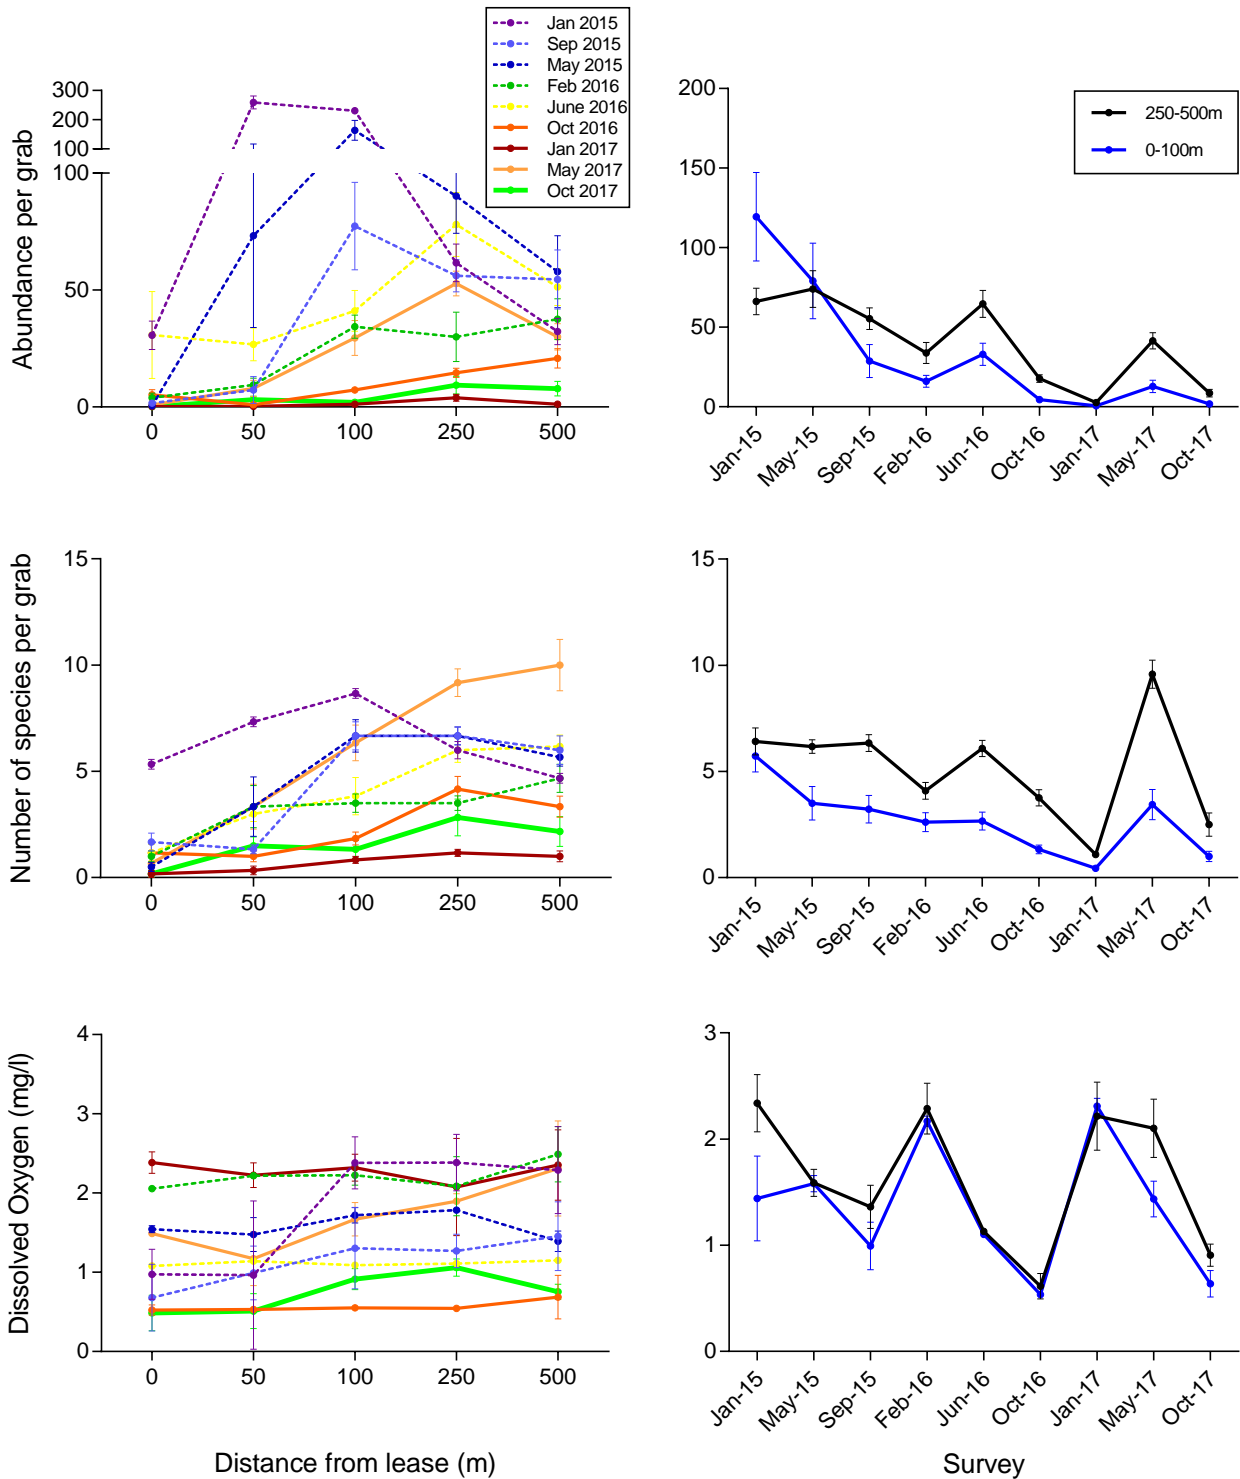 Jan 2015
Sep 2015
May 2015
Feb 2016
June 2016
Oct 2016
Jan 2017
May 2017
Oct 2017
Abundance per grab
300
200
100
100
50
0
0 50 100 250 500
200
150
100
50
0
250-500m
0-100m
Jan-15 May-15 Sep-15 Feb-16 Jun-16 Oct-16 Jan-17 May-17 Oct-17
Number of species per grab
15
10
5
0
0 50 100 250 500
15
10
5
0
Jan-15 May-15 Sep-15 Feb-16 Jun-16 Oct-16 Jan-17 May-17 Oct-17
Dissolved Oxygen (mg/l)
4
3
2
1
0
0 50 100 250 500
Distance from lease (m)
3
2
1
0
Jan-15 May-15 Sep-15 Feb-16 Jun-16 Oct-16 Jan-17 May-17 Oct-17
Survey